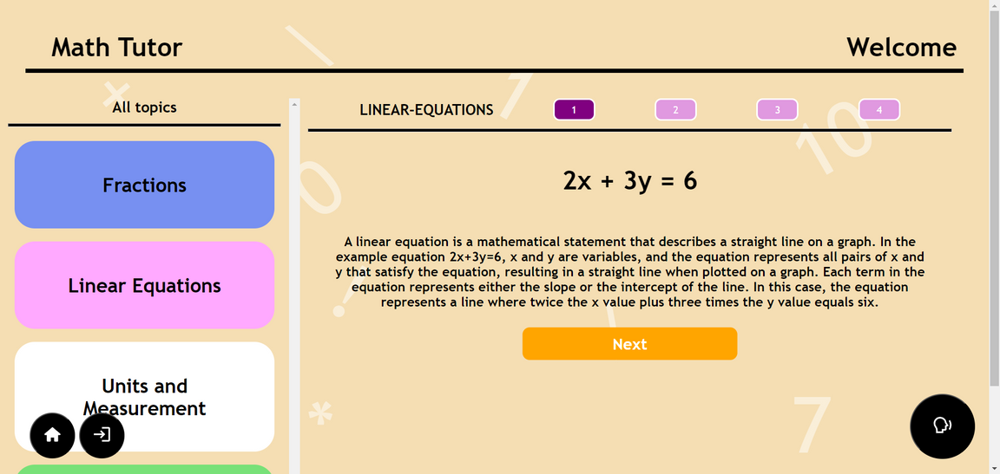 Math Tutor
Welcome
All topics
Fractions
Linear Equations
Units and
Measurement
LINEAR-EQUATIONS
1
2
3
4
2x + 3y = 6
A linear equation is a mathematical statement that describes a straight line on a graph. In the
example equation 2x+3y=6, x and y are variables, and the equation represents all pairs of x and
y that satisfy the equation, resulting in a straight line when plotted on a graph. Each term in the
equation represents either the slope or the intercept of the line. In this case, the equation
represents a line where twice the x value plus three times the y value equals six.
Next
+
1
10
0
*
7